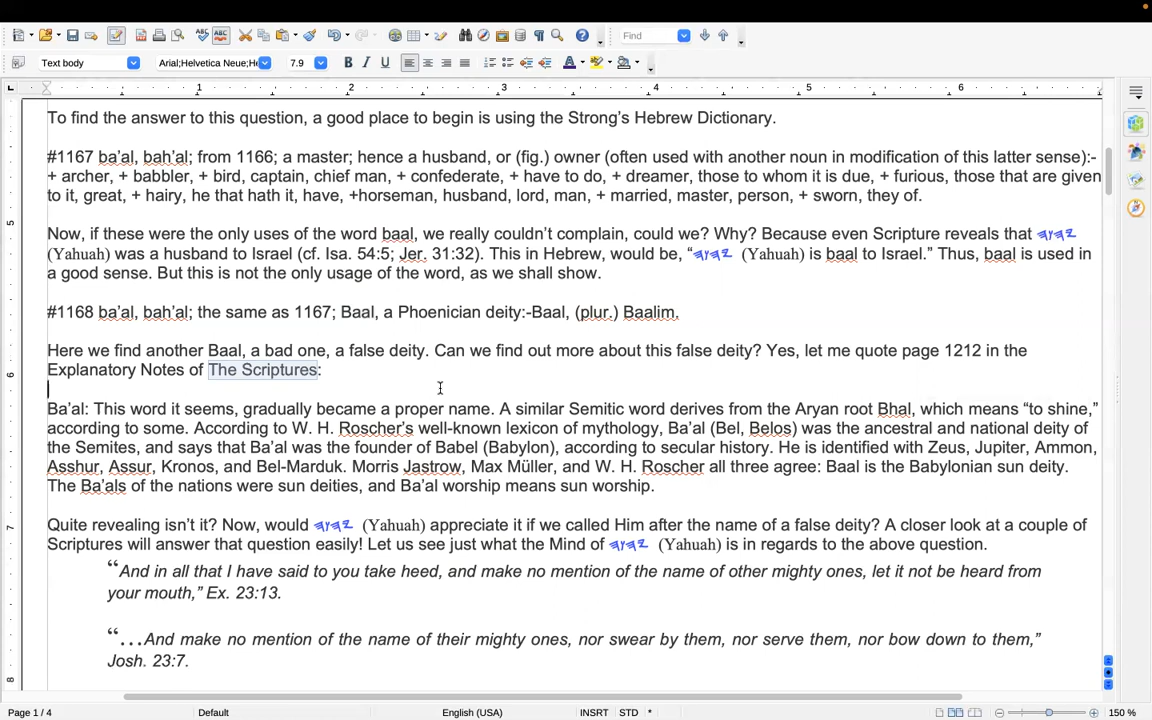 Find
Text body
Arial;Helvetica Neue;He
7.9
1 2 3 4 5 6
To find the answer to this question, a good place to begin is using the Strong’s Hebrew Dictionary.
#1167 ba’al, bah’al; from 1166; a master; hence a husband, or (fig.) owner (often used with another noun in modification of this latter sense):-
+ archer, + babbler, + bird, captain, chief man, + confederate, + have to do, + dreamer, those to whom it is due, + furious, those that are given
to it, great, + hairy, he that hath it, have, +horseman, husband, lord, man, + married, master, person, + sworn, they of.
5
Now, if these were the only uses of the word baal, we really couldn’t complain, could we? Why? Because even Scripture reveals that 𐤉𐤄𐤅𐤄
(Yahuah) was a husband to Israel (cf. Isa. 54:5; Jer. 31:32). This in Hebrew, would be, “𐤉𐤄𐤅𐤄 (Yahuah) is baal to Israel.” Thus, baal is used in
a good sense. But this is not the only usage of the word, as we shall show.
#1168 ba’al, bah’al; the same as 1167; Baal, a Phoenician deity:-Baal, (plur.) Baalim.
Here we find another Baal, a bad one, a false deity. Can we find out more about this false deity? Yes, let me quote page 1212 in the
Explanatory Notes of The Scriptures:
6
Ba’al: This word it seems, gradually became a proper name. A similar Semitic word derives from the Aryan root Bhal, which means “to shine,”
according to some. According to W. H. Roscher’s well-known lexicon of mythology, Ba’al (Bel, Belos) was the ancestral and national deity of
the Semites, and says that Ba’al was the founder of Babel (Babylon), according to secular history. He is identified with Zeus, Jupiter, Ammon,
Asshur, Assur, Kronos, and Bel-Marduk. Morris Jastrow, Max Müller, and W. H. Roscher all three agree: Baal is the Babylonian sun deity.
The Ba’als of the nations were sun deities, and Ba’al worship means sun worship.
7
Quite revealing isn’t it? Now, would 𐤉𐤄𐤅𐤄 (Yahuah) appreciate it if we called Him after the name of a false deity? A closer look at a couple of
Scriptures will answer that question easily! Let us see just what the Mind of 𐤉𐤄𐤅𐤄 (Yahuah) is in regards to the above question.
“And in all that I have said to you take heed, and make no mention of the name of other mighty ones, let it not be heard from
your mouth,” Ex. 23:13.
“…And make no mention of the name of their mighty ones, nor swear by them, nor serve them, nor bow down to them,”
Josh. 23:7.
8
Page 1 / 4 Default English (USA) INSRT STD * 150 %